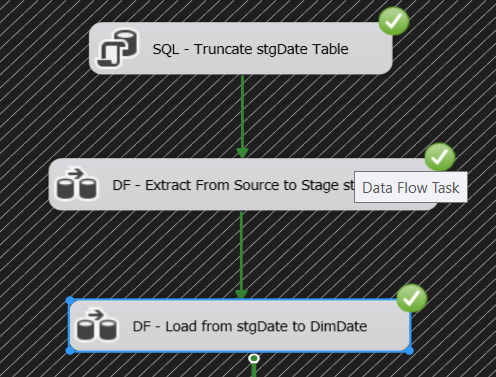 SQL - Truncate stgDate Table
DF - Extract From Source to Stage
Data Flow Task
DF - Load from stgDate to DimDate